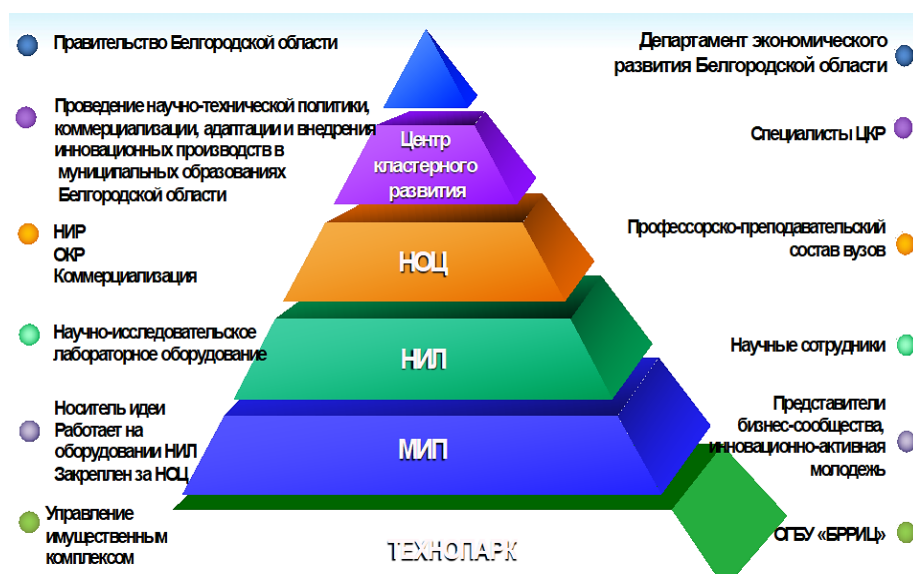 Правительство Белгородской области
Департамент экономического
развития Белгородской области
Проведение научно-технической политики,
коммерциализации, адаптации и внедрения
инновационных производств в
муниципальных образованиях
Белгородской области
Центр
кластерного
развития
Специалисты ЦКР
НИР
ОКР
Коммерциализация
НОЦ
Профессорско-преподавательский
состав вузов
Научно-исследовательское
лабораторное оборудование
НИЛ
Научные сотрудники
Носитель идеи
Работает на
оборудовании НИЛ
Закреплен за НОЦ
МИП
Представители
бизнес-сообщества,
инновационно-активная
молодежь
Управление
имущественным
комплексом
ТЕХНОПАРК
ОГБУ «БРРИЦ»